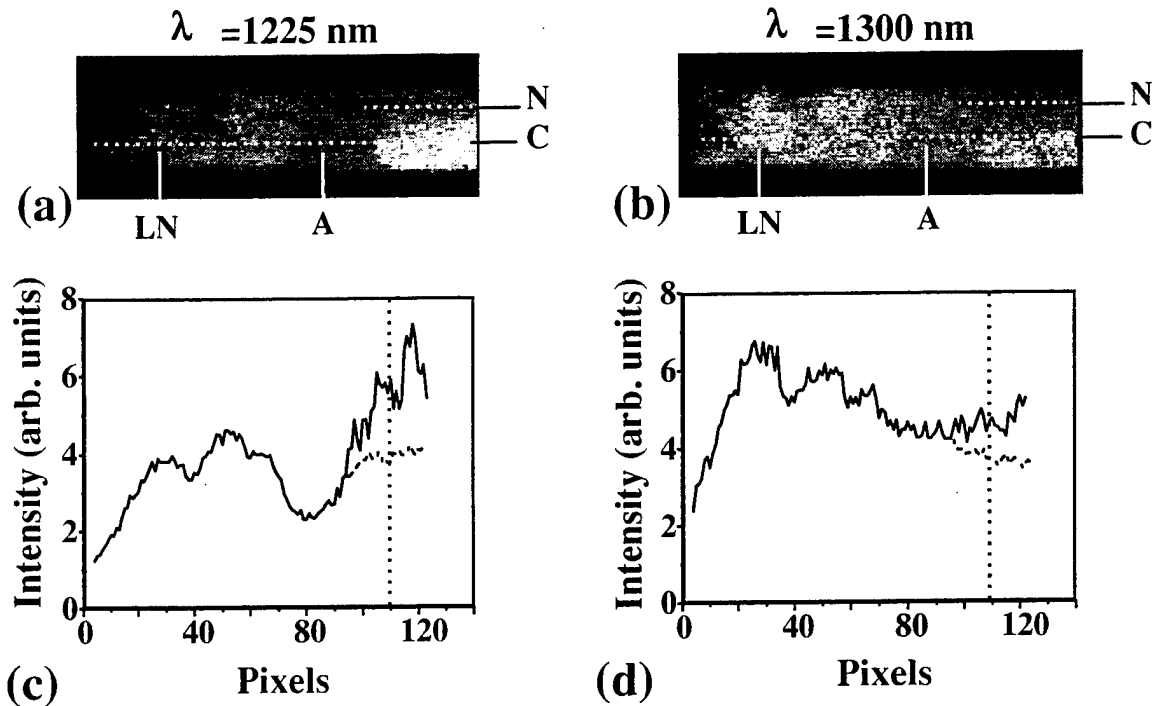 λ =1225 nm
N
C
(a)
LN
A
λ =1300 nm
N
C
(b)
LN
A
Intensity (arb. units)
8
6
4
2
0
0 40 80 120
Pixels
(c)
Intensity (arb. units)
8
6
4
2
0
0 40 80 120
Pixels
(d)